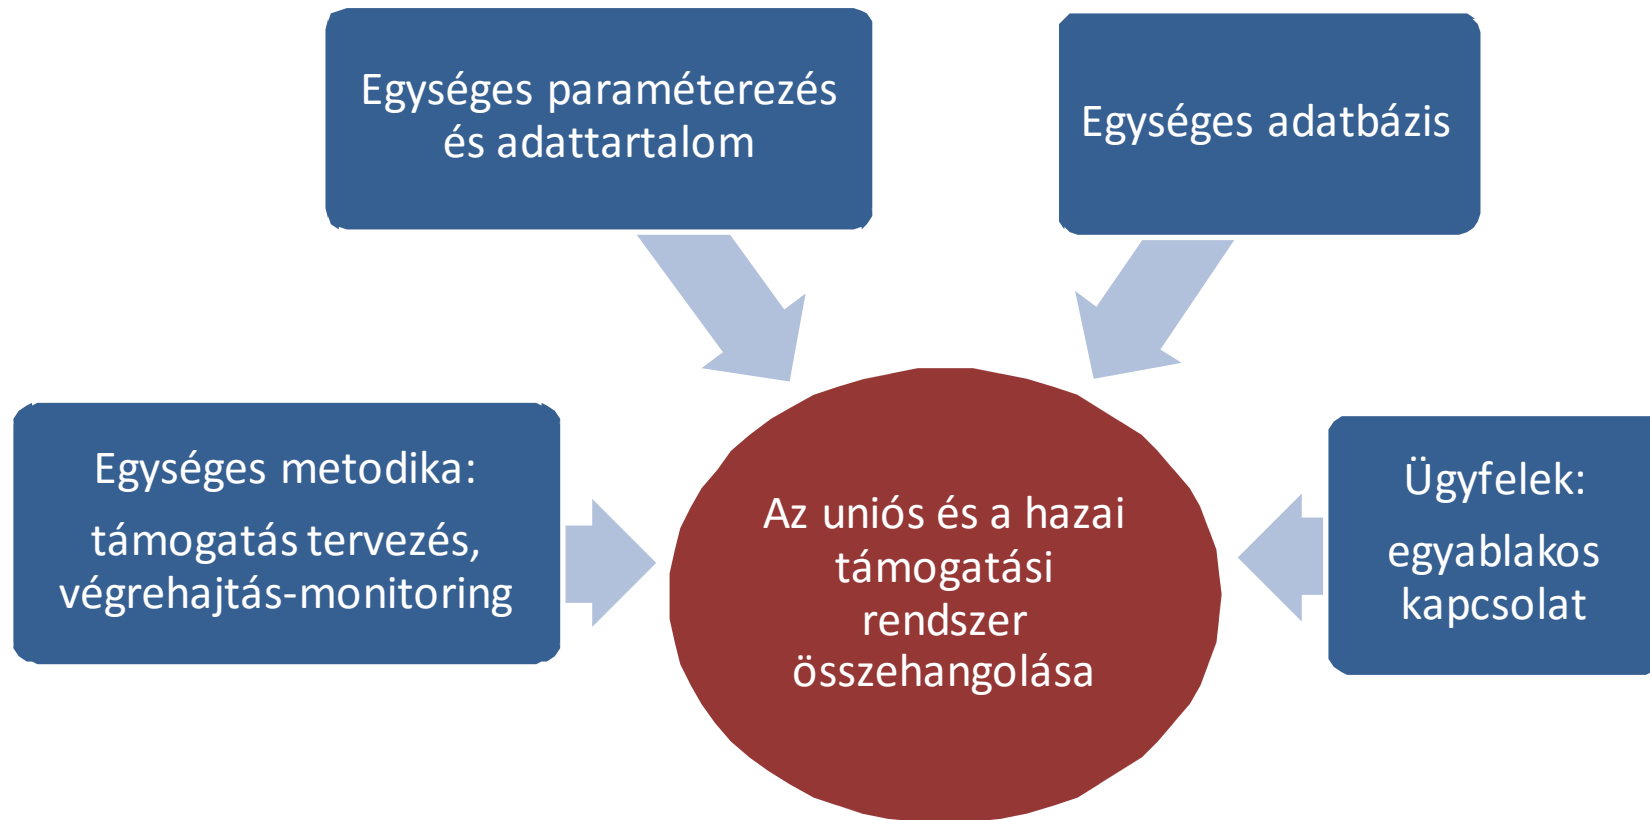 Egységes paraméterezés
és adattartalom
Egységes adatbázis
Egységes metodika:
támogatás tervezés,
végrehajtás-monitoring
Az uniós és a hazai
támogatási
rendszer
összehangolása
Ügyfelek:
egyablakos
kapcsolat